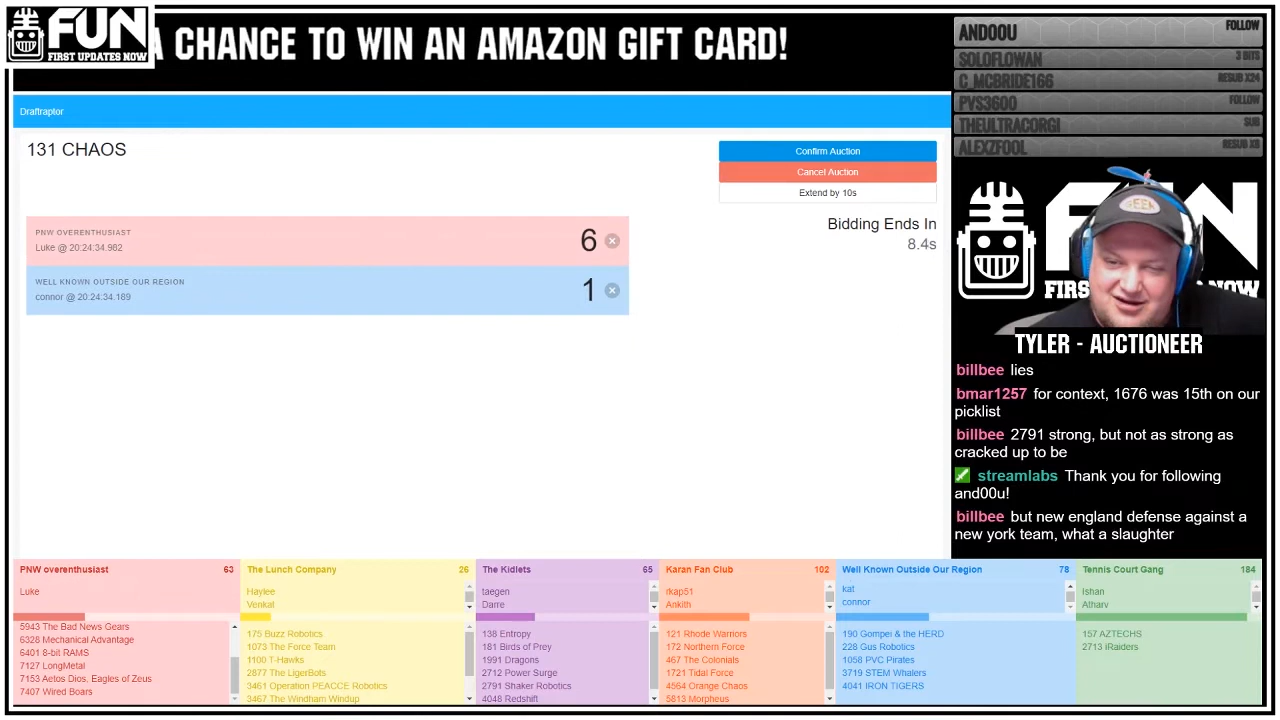 FUN
FIRST UPDATES NOW
A CHANCE TO WIN AN AMAZON GIFT CARD!
ANDOOU FOLLOW
SOLOFLOWAN 3 BITS
C_MCBRIDE166 RESUB X24
PVS3600 FOLLOW
THEULTRACORGI SUB
ALEXZFOOL RESUB X8
Draftraptor
131 CHAOS
Confirm Auction
Cancel Auction
Extend by 10s
Bidding Ends In
8.4s
PNW OVERENTHUSIAST
Luke @ 20:24:34.982
6
WELL KNOWN OUTSIDE OUR REGION
connor @ 20:24:34.189
1
GEEK
TYLER - AUCTIONEER
billbee lies
bmar1257 for context, 1676 was 15th on our
picklist
billbee 2791 strong, but not as strong as
cracked up to be
streamlabs Thank you for following
and00u!
billbee but new england defense against a
new york team, what a slaughter
PNW overenthusiast 63
Luke
5943 The Bad News Gears
6328 Mechanical Advantage
6401 8-bit RAMS
7127 LongMetal
7153 Aetos Dios, Eagles of Zeus
7407 Wired Boars
The Lunch Company 26
Haylee
Venkat
175 Buzz Robotics
1073 The Force Team
1100 T-Hawks
2877 The LigerBots
3461 Operation PEACCE Robotics
3467 The Windham Windup
The Kidlets 65
taegen
Darre
138 Entropy
181 Birds of Prey
1991 Dragons
2712 Power Surge
2791 Shaker Robotics
4048 Redshift
Karan Fan Club 102
rkap51
Ankith
121 Rhode Warriors
172 Northern Force
467 The Colonials
1721 Tidal Force
4564 Orange Chaos
5813 Morpheus
Well Known Outside Our Region 78
kat
connor
190 Gompei & the HERD
228 Gus Robotics
1058 PVC Pirates
3719 STEM Whalers
4041 IRON TIGERS
Tennis Court Gang 184
Ishan
Atharv
157 AZTECHS
2713 iRaiders